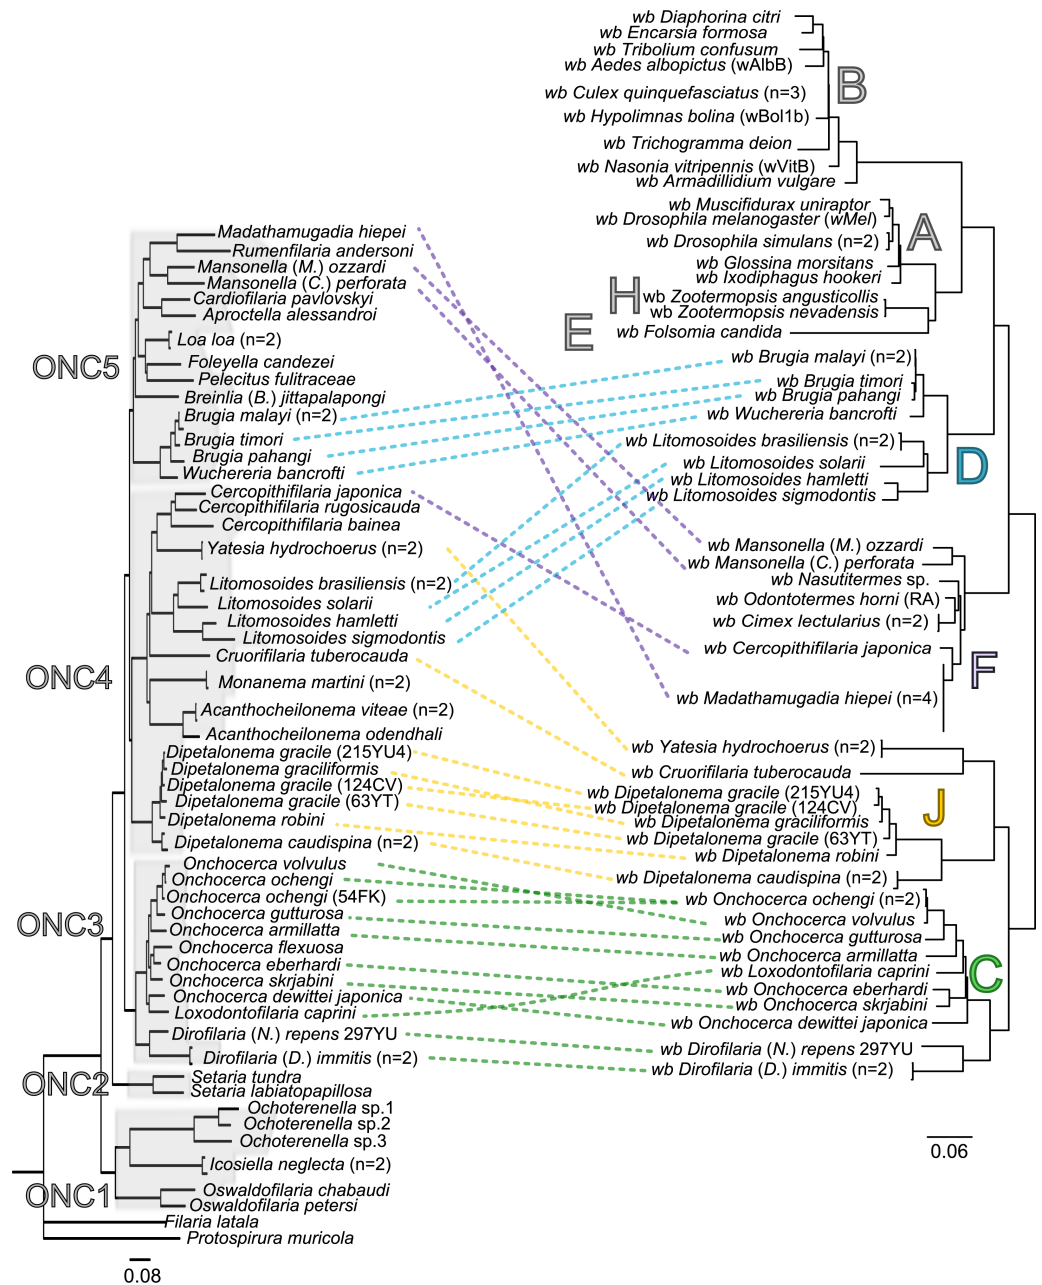 Madathamugadia hiepei
Rumenfilaria andersoni
Mansonella (M.) ozzardi
Mansonella (C.) perforata
Cardiofilaria pavlovskyi
Aproctella alessandroi
Loa loa (n=2)
ONC5
Foleyella candezei
Pelecitus fulitraceae
Breinlia (B.) jittapalapongi
Brugia malayi (n=2)
Brugia timori
Brugia pahangi
Wuchereria bancrofti
Cercopithifilaria japonica
Cercopithifilaria rugosicauda
Cercopithifilaria bainea
Yatesia hydrochoerus (n=2)
Litomosoides brasiliensis (n=2)
Litomosoides solarii
Litomosoides hamletti
Litomosoides sigmodontis
Cruorifilaria tuberocauda
ONC4
Monanema martini (n=2)
Acanthocheilonema viteae (n=2)
Acanthocheilonema odendhali
Dipetalonema gracile (215YU4)
Dipetalonema graciliformis
Dipetalonema gracile (124CV)
Dipetalonema gracile (63YT)
Dipetalonema robini
Dipetalonema caudispina (n=2)
Onchocerca volvulus
Onchocerca ochengi
Onchocerca ochengi (54FK)
Onchocerca gutturosa
ONC3
Onchocerca armillatta
Onchocerca flexuosa
Onchocerca eberhardi
Onchocerca skrjabini
Onchocerca dewittei japonica
Loxodontofilaria caprini
Dirofilaria (N.) repens 297YU
Dirofilaria (D.) immitis (n=2)
Setaria tundra
ONC2
Setaria labiatopapillosa
Ochoterenella sp.1
Ochoterenella sp.2
Ochoterenella sp.3
Icosiella neglecta (n=2)
Oswaldofilaria chabaudi
ONC1
Oswaldofilaria petersi
Filaria latala
Protospirura muricola
0.08
wb Diaphorina citri
wb Encarsia formosa
wb Tribolium confusum
wb Aedes albopictus (wAlbB)
B
wb Culex quinquefasciatus (n=3)
wb Hypolimnas bolina (wBol1b)
wb Trichogramma deion
wb Nasonia vitripennis (wVitB)
wb Armadillidium vulgare
wb Muscifidurax uniraptor
wb Drosophila melanogaster (wMel)
A
wb Drosophila simulans (n=2)
wb Glossina morsitans
wb Ixodiphagus hookeri
H
wb Zootermopsis angusticollis
wb Zootermopsis nevadensis
E
wb Folsomia candida
wb Brugia malayi (n=2)
wb Brugia timori
wb Brugia pahangi
wb Wuchereria bancrofti
wb Litomosoides brasiliensis (n=2)
D
wb Litomosoides solarii
wb Litomosoides hamletti
wb Litomosoides sigmodontis
wb Mansonella (M.) ozzardi
wb Mansonella (C.) perforata
wb Nasutitermes sp.
wb Odontotermes horni (RA)
wb Cimex lectularius (n=2)
wb Cercopithifilaria japonica
F
wb Madathamugadia hiepei (n=4)
wb Yatesia hydrochoerus (n=2)
wb Cruorifilaria tuberocauda
wb Dipetalonema gracile (215YU4)
wb Dipetalonema gracile (124CV)
J
wb Dipetalonema graciliformis
wb Dipetalonema gracile (63YT)
wb Dipetalonema robini
wb Dipetalonema caudispina (n=2)
wb Onchocerca ochengi (n=2)
wb Onchocerca volvulus
wb Onchocerca gutturosa
wb Onchocerca armillatta
wb Loxodontofilaria caprini
C
wb Onchocerca eberhardi
wb Onchocerca skrjabini
wb Onchocerca dewittei japonica
wb Dirofilaria (N.) repens 297YU
wb Dirofilaria (D.) immitis (n=2)
0.06